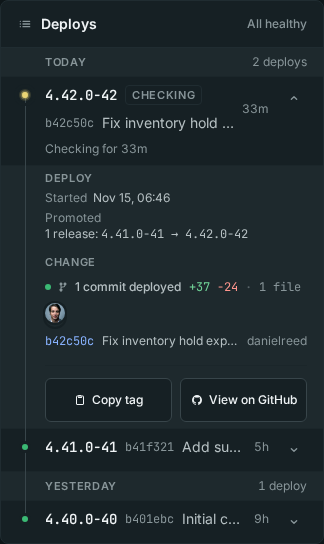 Deploys All healthy
TODAY 2 deploys
4.42.0-42 CHECKING 33m
b42c50c Fix inventory hold ...
Checking for 33m
DEPLOY
Started Nov 15, 06:46
Promoted
1 release: 4.41.0-41 → 4.42.0-42
CHANGE
1 commit deployed +37 -24 · 1 file
b42c50c Fix inventory hold exp... danielreed
Copy tag View on GitHub
4.41.0-41 b41f321 Add su... 5h
YESTERDAY 1 deploy
4.40.0-40 b401ebc Initial c... 9h